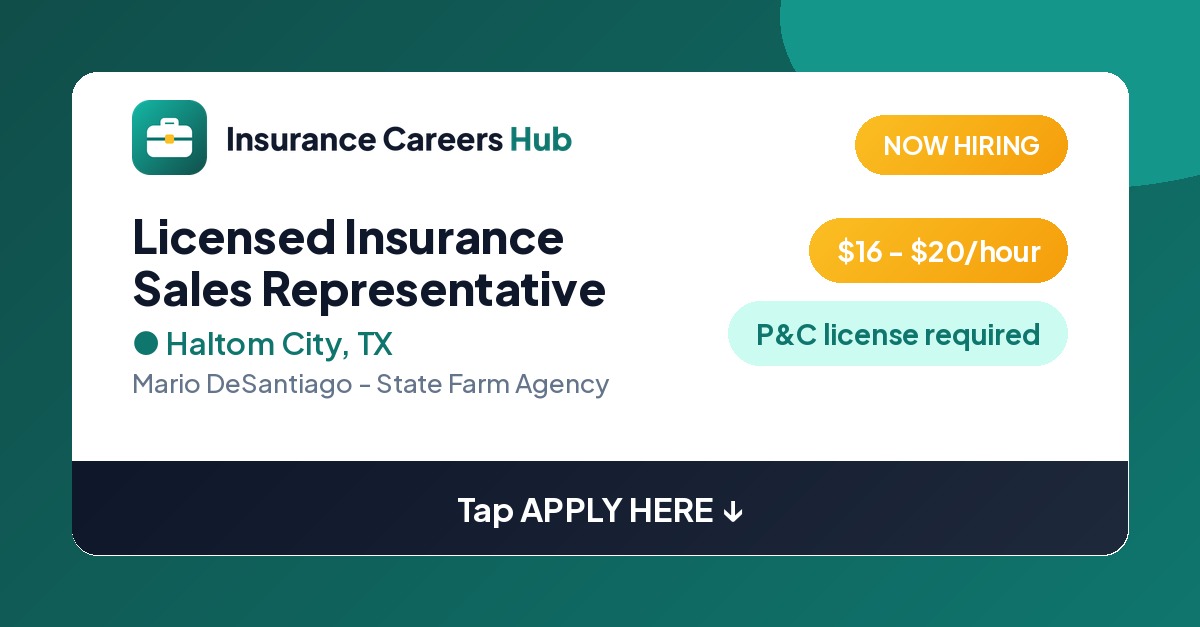 Insurance Careers Hub
NOW HIRING
Licensed Insurance
Sales Representative
$16 - $20/hour
Haltom City, TX
P&C license required
Mario DeSantiago - State Farm Agency
Tap APPLY HERE ↓